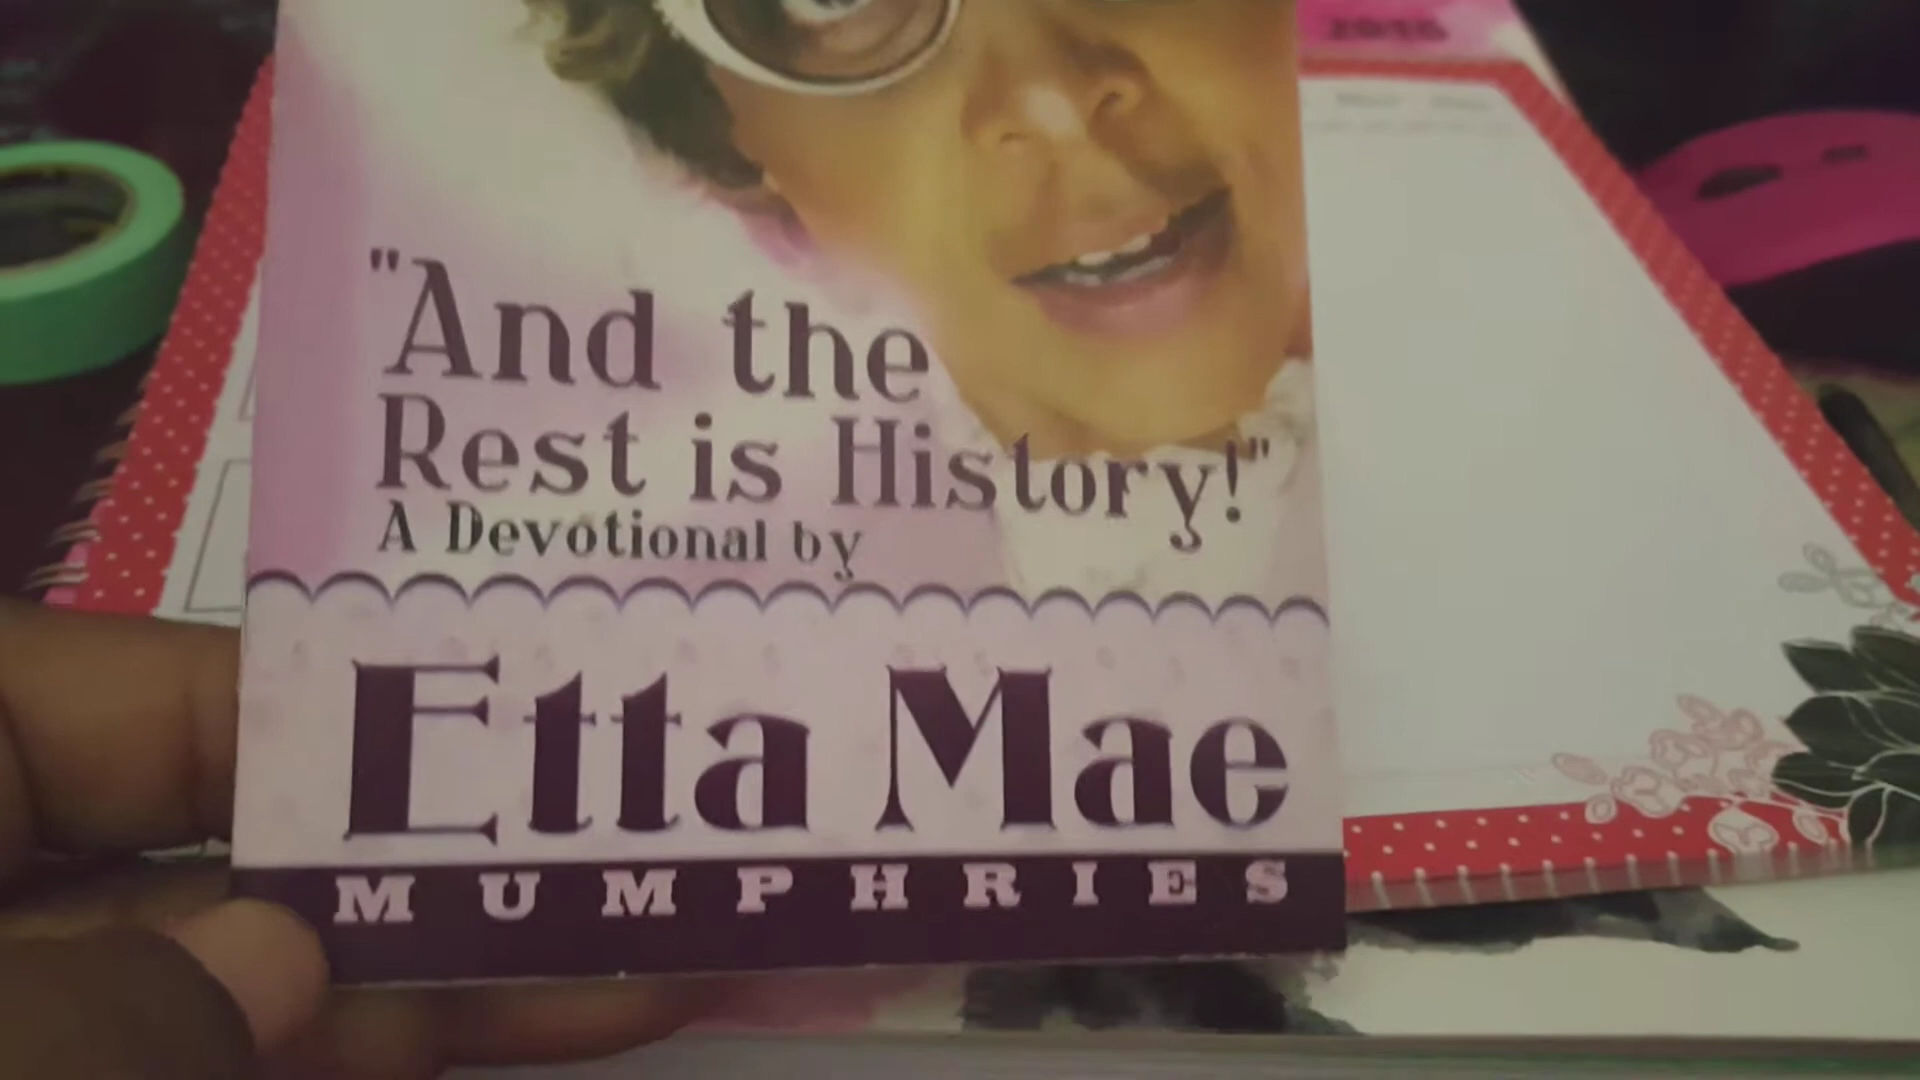 "And the
Rest is History!"
A Devotional by
Etta Mae
MUMPHRIES